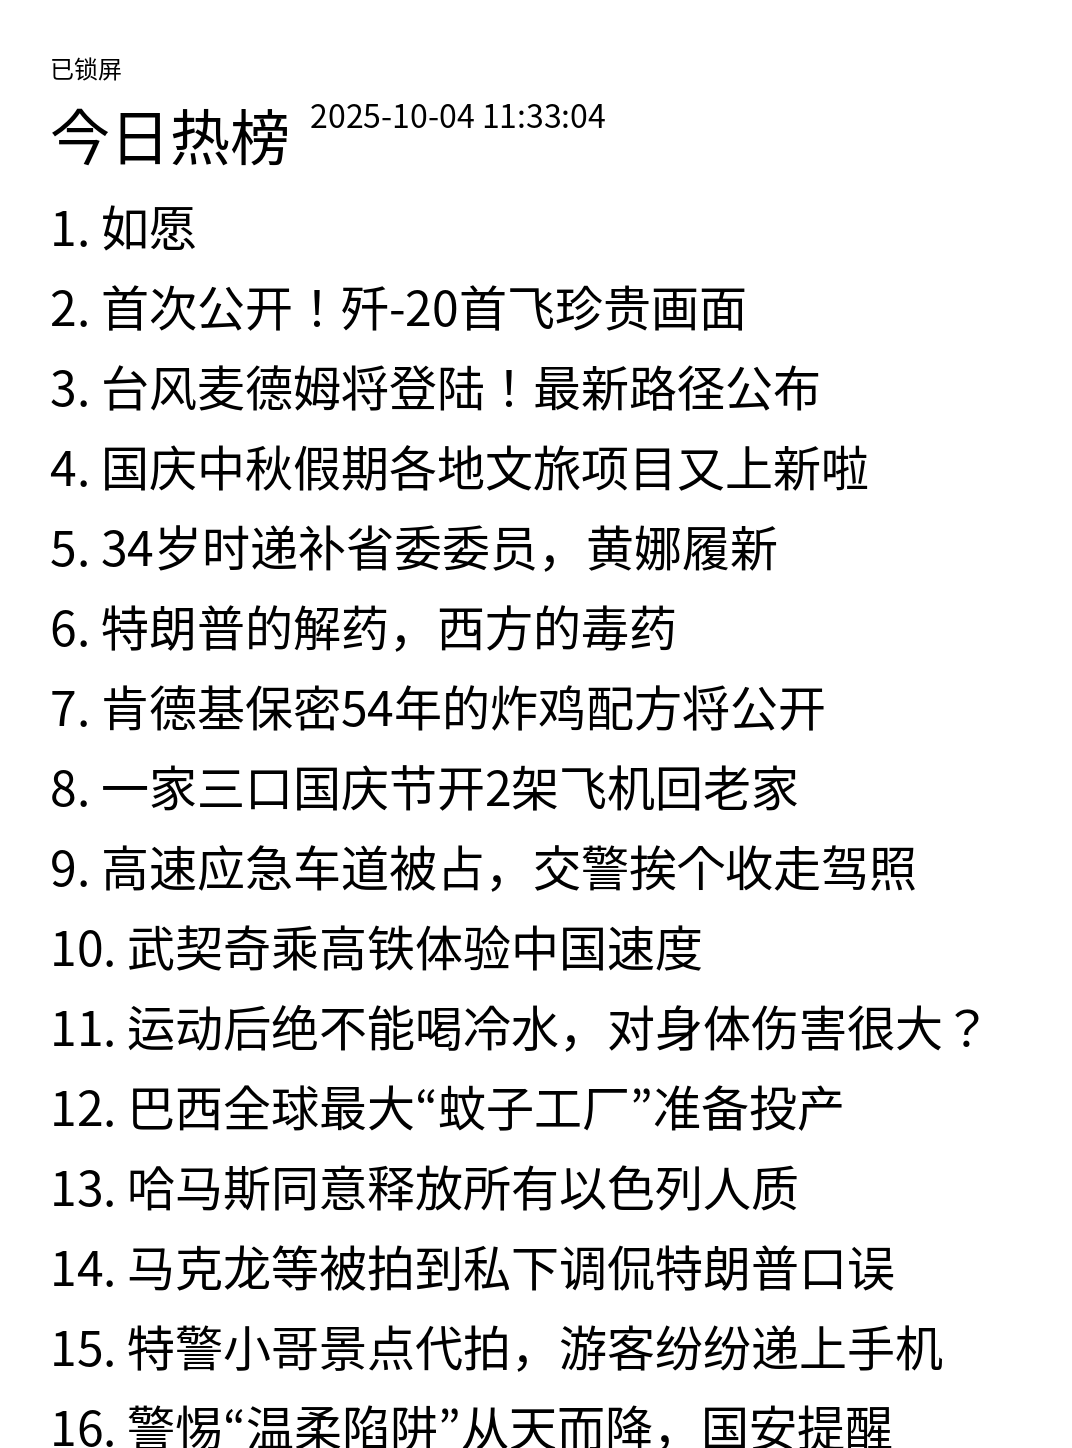 已锁屏
今日热榜 2025-10-04 11:33:04
1. 如愿
2. 首次公开！歼-20首飞珍贵画面
3. 台风麦德姆将登陆！最新路径公布
4. 国庆中秋假期各地文旅项目又上新啦
5. 34岁时递补省委委员，黄娜履新
6. 特朗普的解药，西方的毒药
7. 肯德基保密54年的炸鸡配方将公开
8. 一家三口国庆节开2架飞机回老家
9. 高速应急车道被占，交警挨个收走驾照
10. 武契奇乘高铁体验中国速度
11. 运动后绝不能喝冷水，对身体伤害很大？
12. 巴西全球最大“蚊子工厂”准备投产
13. 哈马斯同意释放所有以色列人质
14. 马克龙等被拍到私下调侃特朗普口误
15. 特警小哥景点代拍，游客纷纷递上手机
16. 警惕“温柔陷阱”从天而降，国安提醒